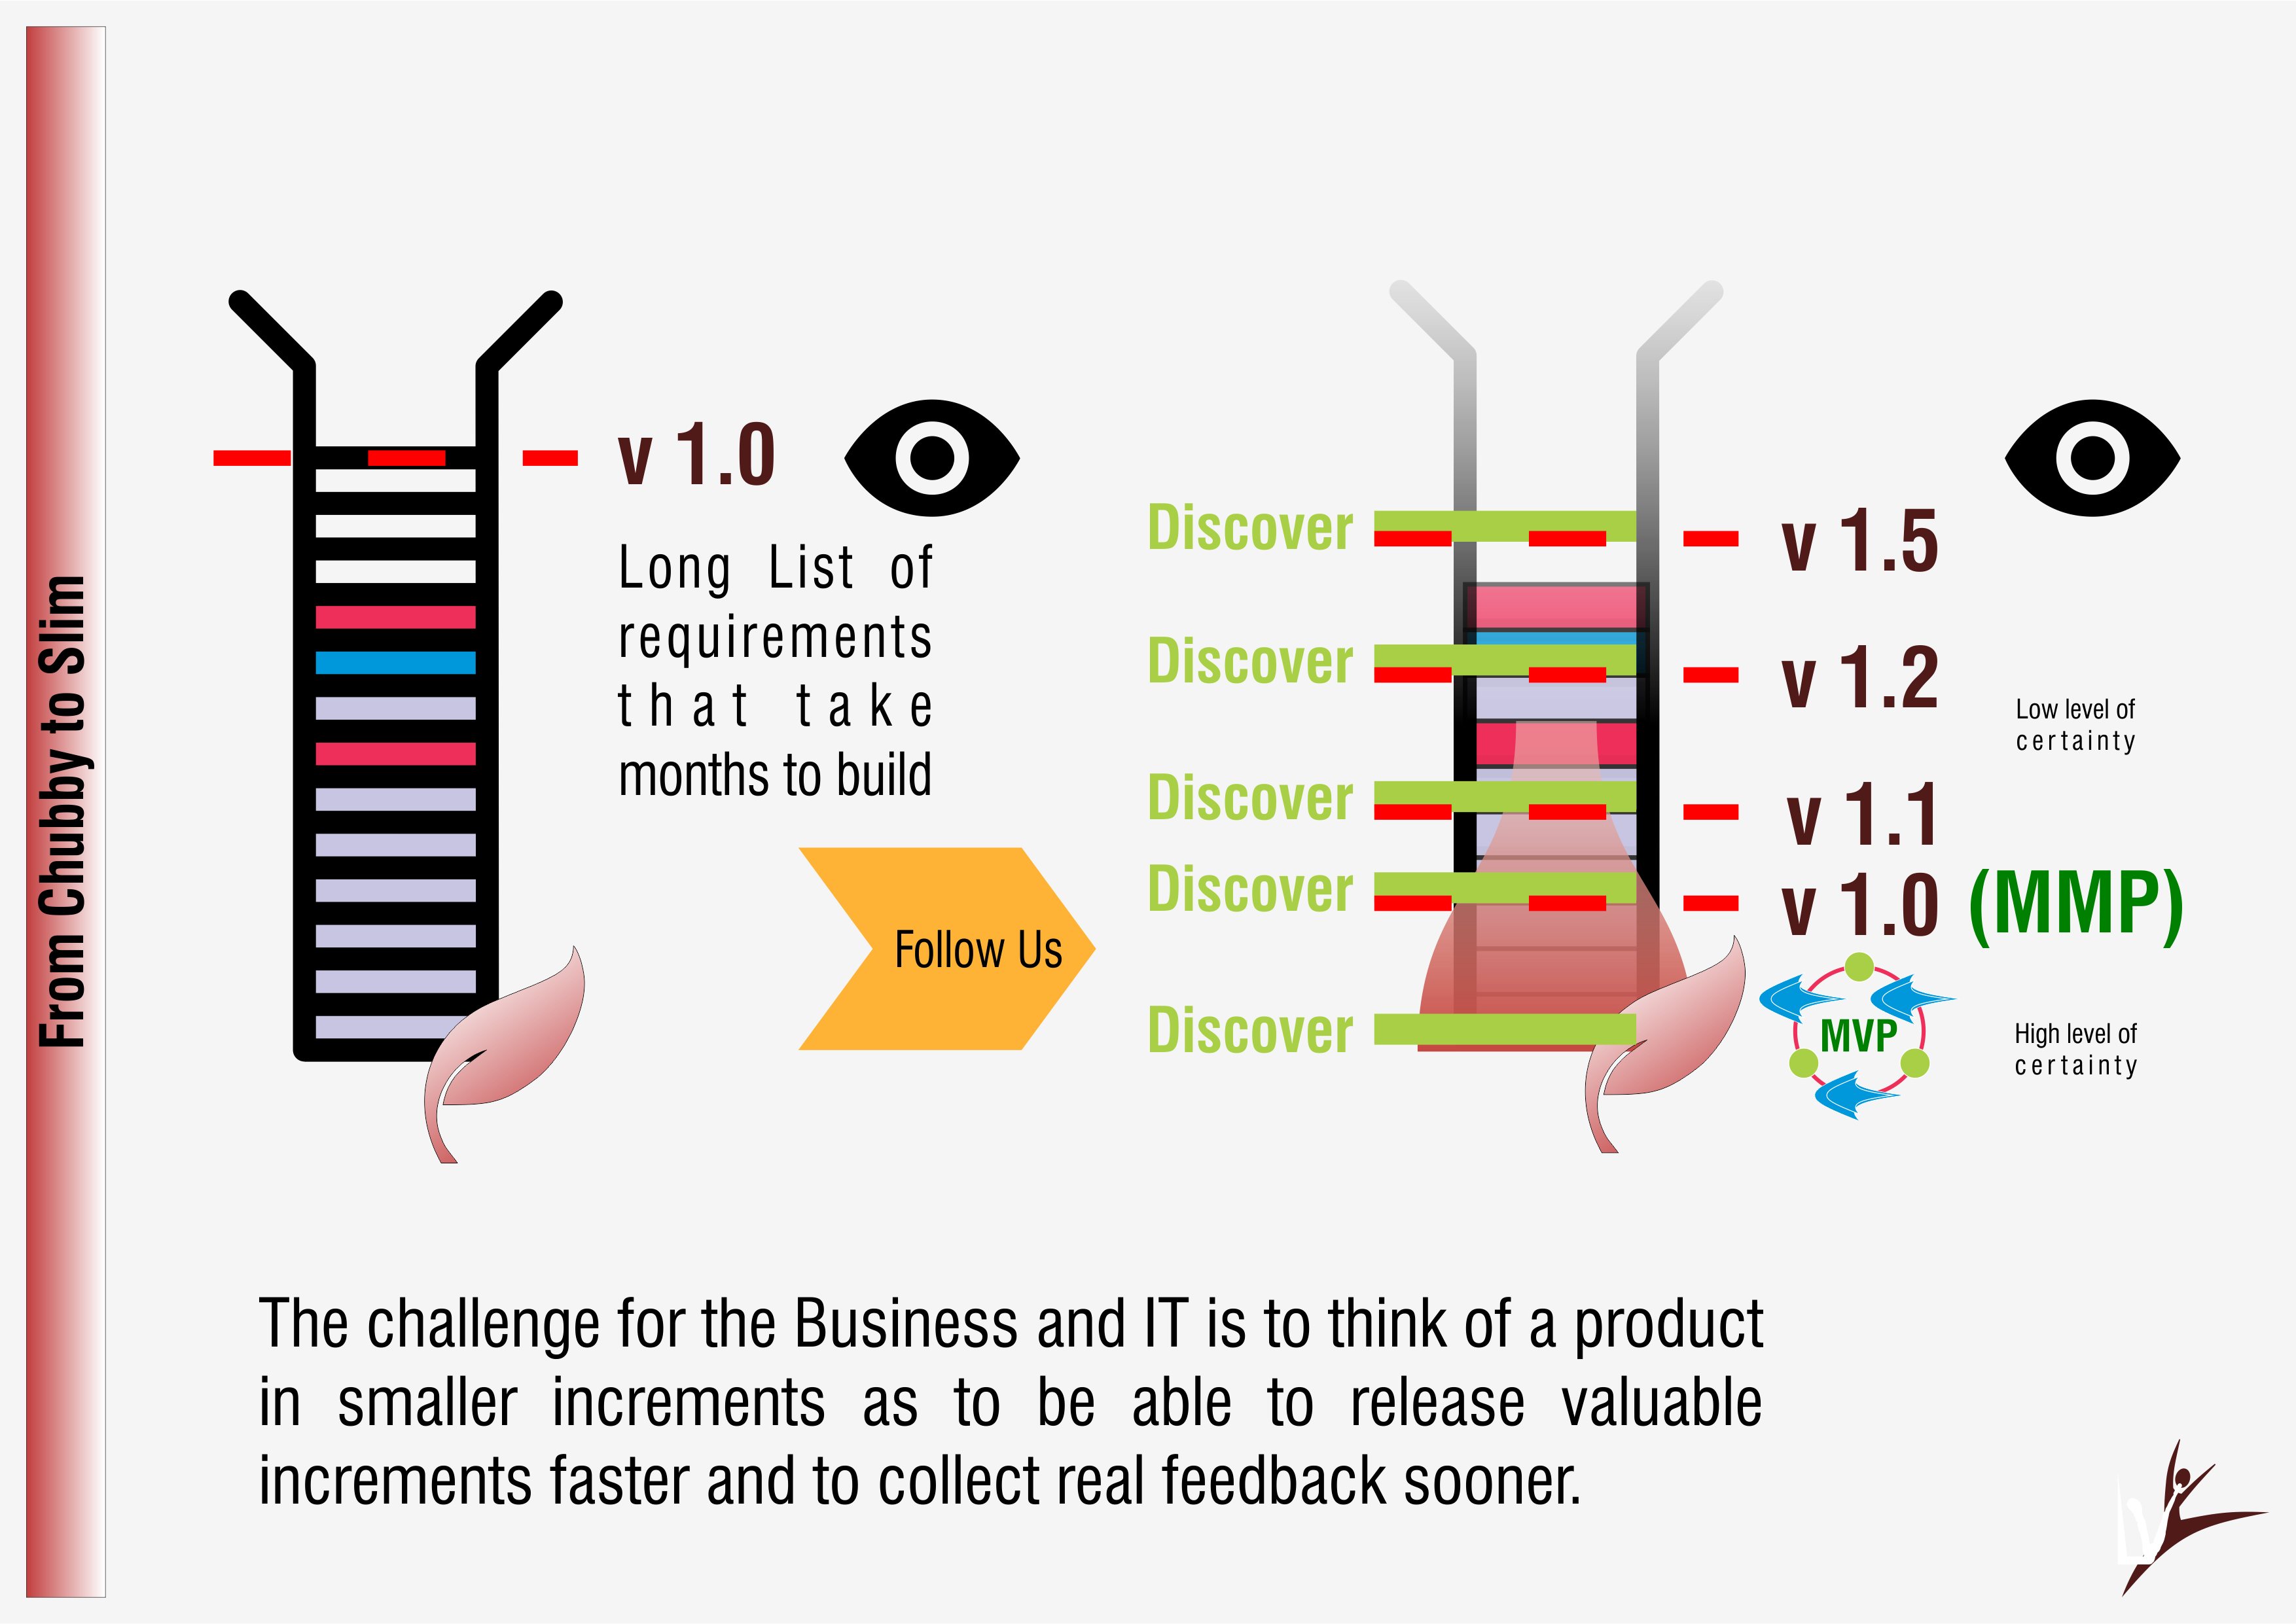 From Chubby to Slim
v 1.0
Long List of
requirements
that take
months to build
Follow Us
Discover
v 1.5
Discover
v 1.2
Low level of
certainty
Discover
v 1.1
Discover
v 1.0 (MMP)
Discover
MVP
High level of
certainty
The challenge for the Business and IT is to think of a product
in smaller increments as to be able to release valuable
increments faster and to collect real feedback sooner.